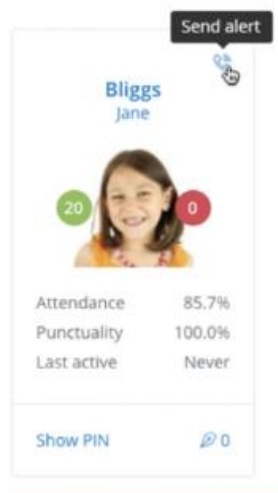 Send alert
Bliggs
Jane
20 0
Attendance 85.7%
Punctuality 100.0%
Last active Never
Show PIN 0